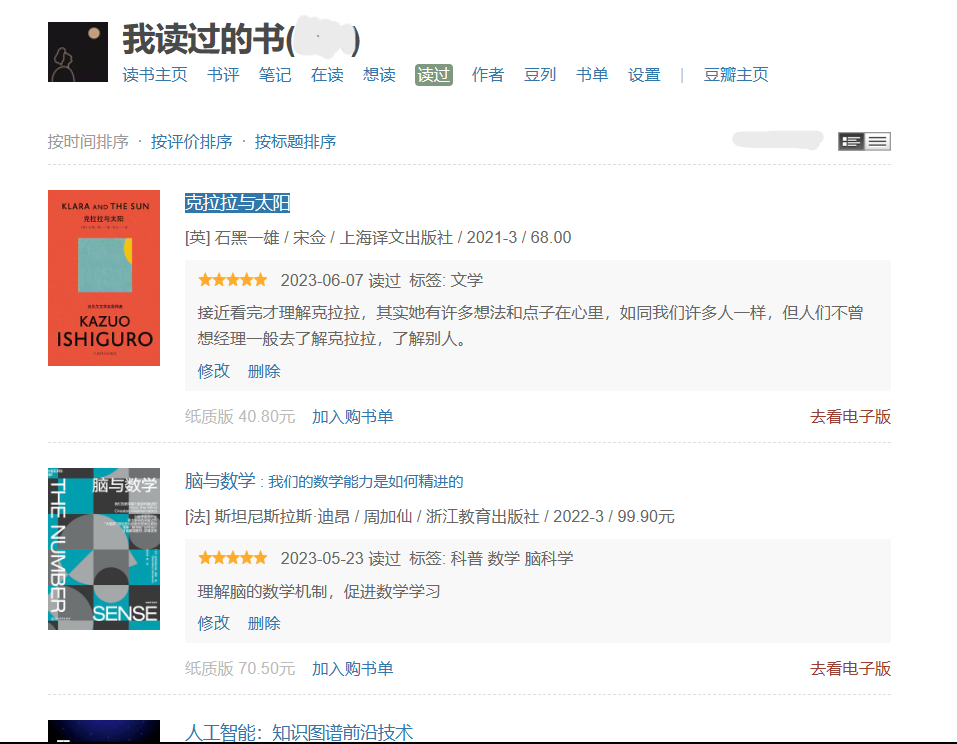 我读过的书( )
读书主页 书评 笔记 在读 想读 读过 作者 豆列 书单 设置 | 豆瓣主页
按时间排序 · 按评价排序 · 按标题排序
KLARA AND THE SUN
克拉拉与太阳
KAZUO
ISHIGURO
克拉拉与太阳
[英] 石黑一雄 / 宋佥 / 上海译文出版社 / 2021-3 / 68.00
2023-06-07 读过 标签: 文学
接近看完才理解克拉拉，其实她有许多想法和点子在心里，如同我们许多人一样，但人们不曾
想经理一般去了解克拉拉，了解别人。
修改 删除
纸质版 40.80元 加入购书单 去看电子版
脑与数学
THE NUMBER
SENSE
脑与数学 : 我们的数学能力是如何精进的
[法] 斯坦尼斯拉斯·迪昂 / 周加仙 / 浙江教育出版社 / 2022-3 / 99.90元
2023-05-23 读过 标签: 科普 数学 脑科学
理解脑的数学机制，促进数学学习
修改 删除
纸质版 70.50元 加入购书单 去看电子版
人工智能：知识图谱前沿技术